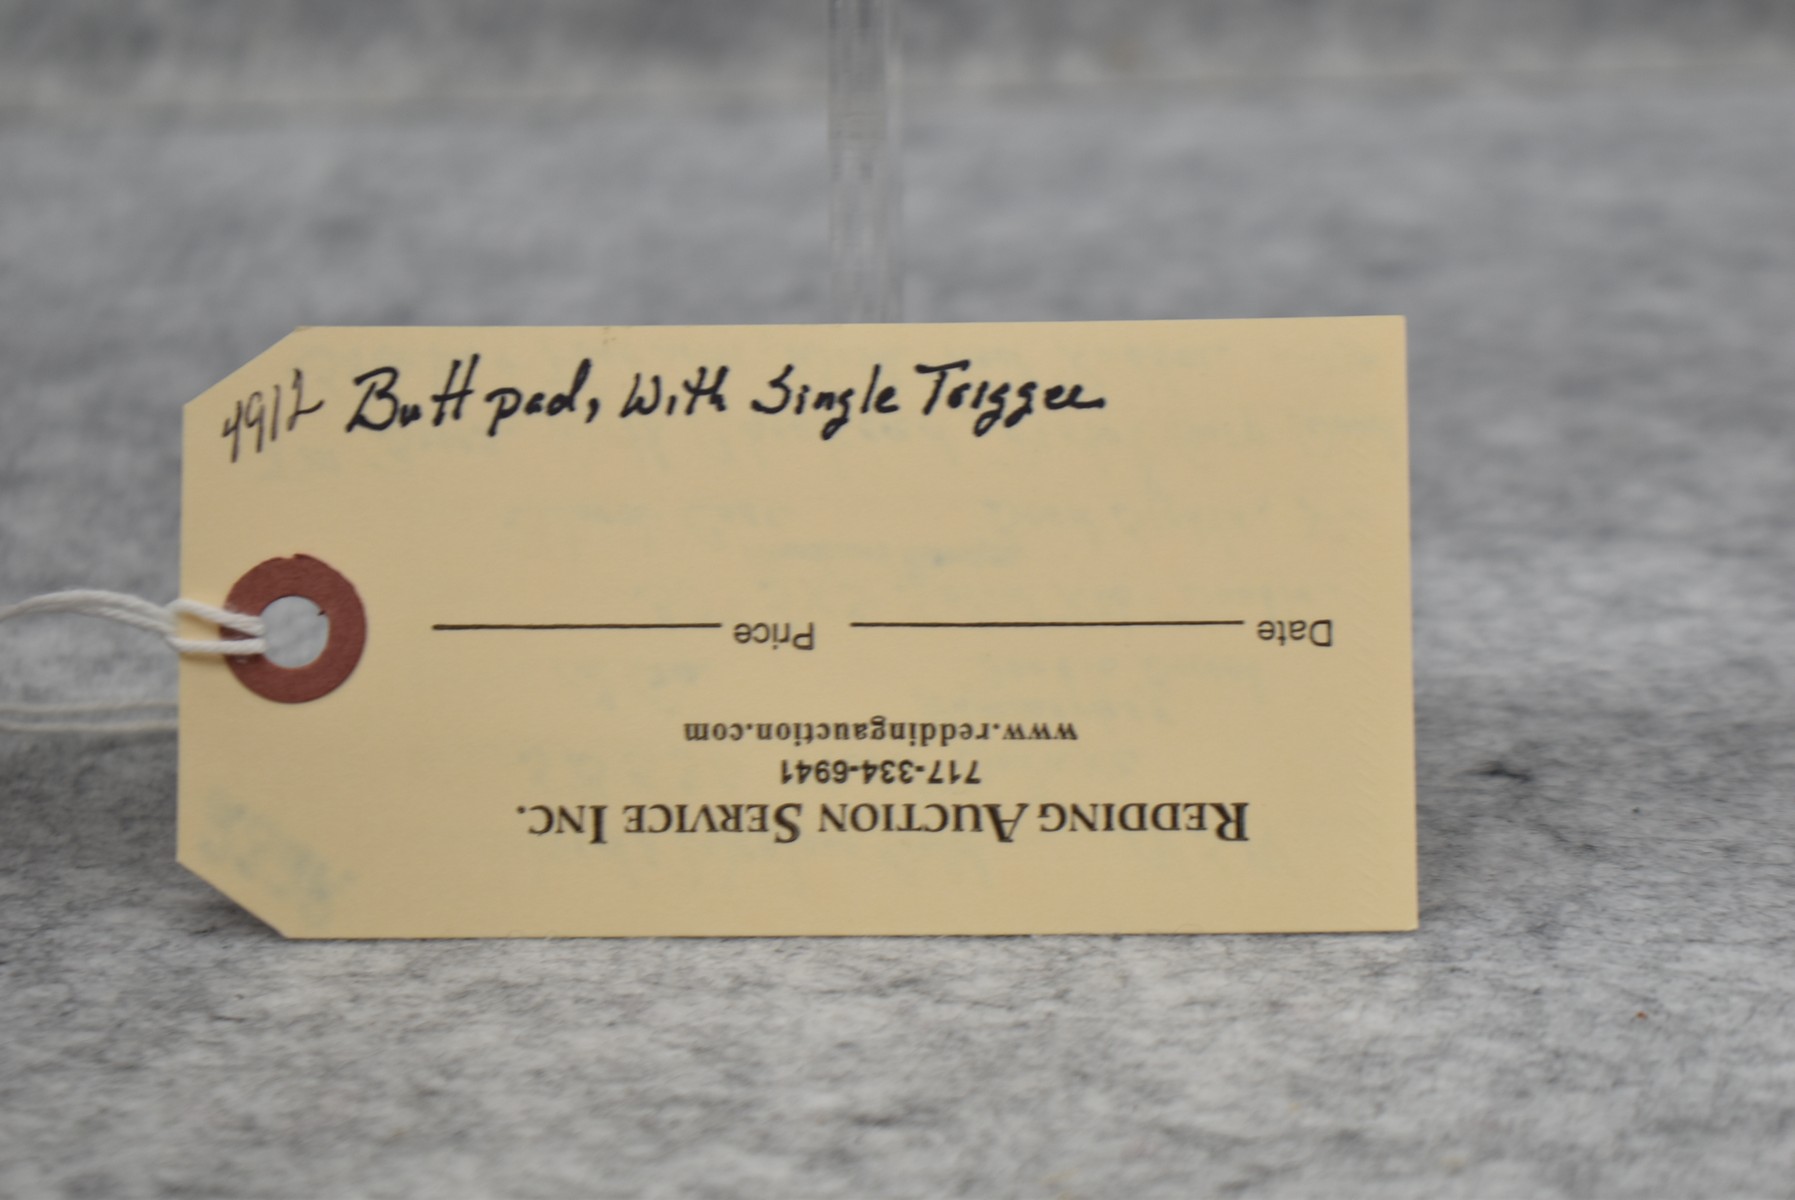 4912 Butt pad, With Single Trigger
Date Price
www.reddingauction.com
717-334-6941
REDDING AUCTION SERVICE INC.